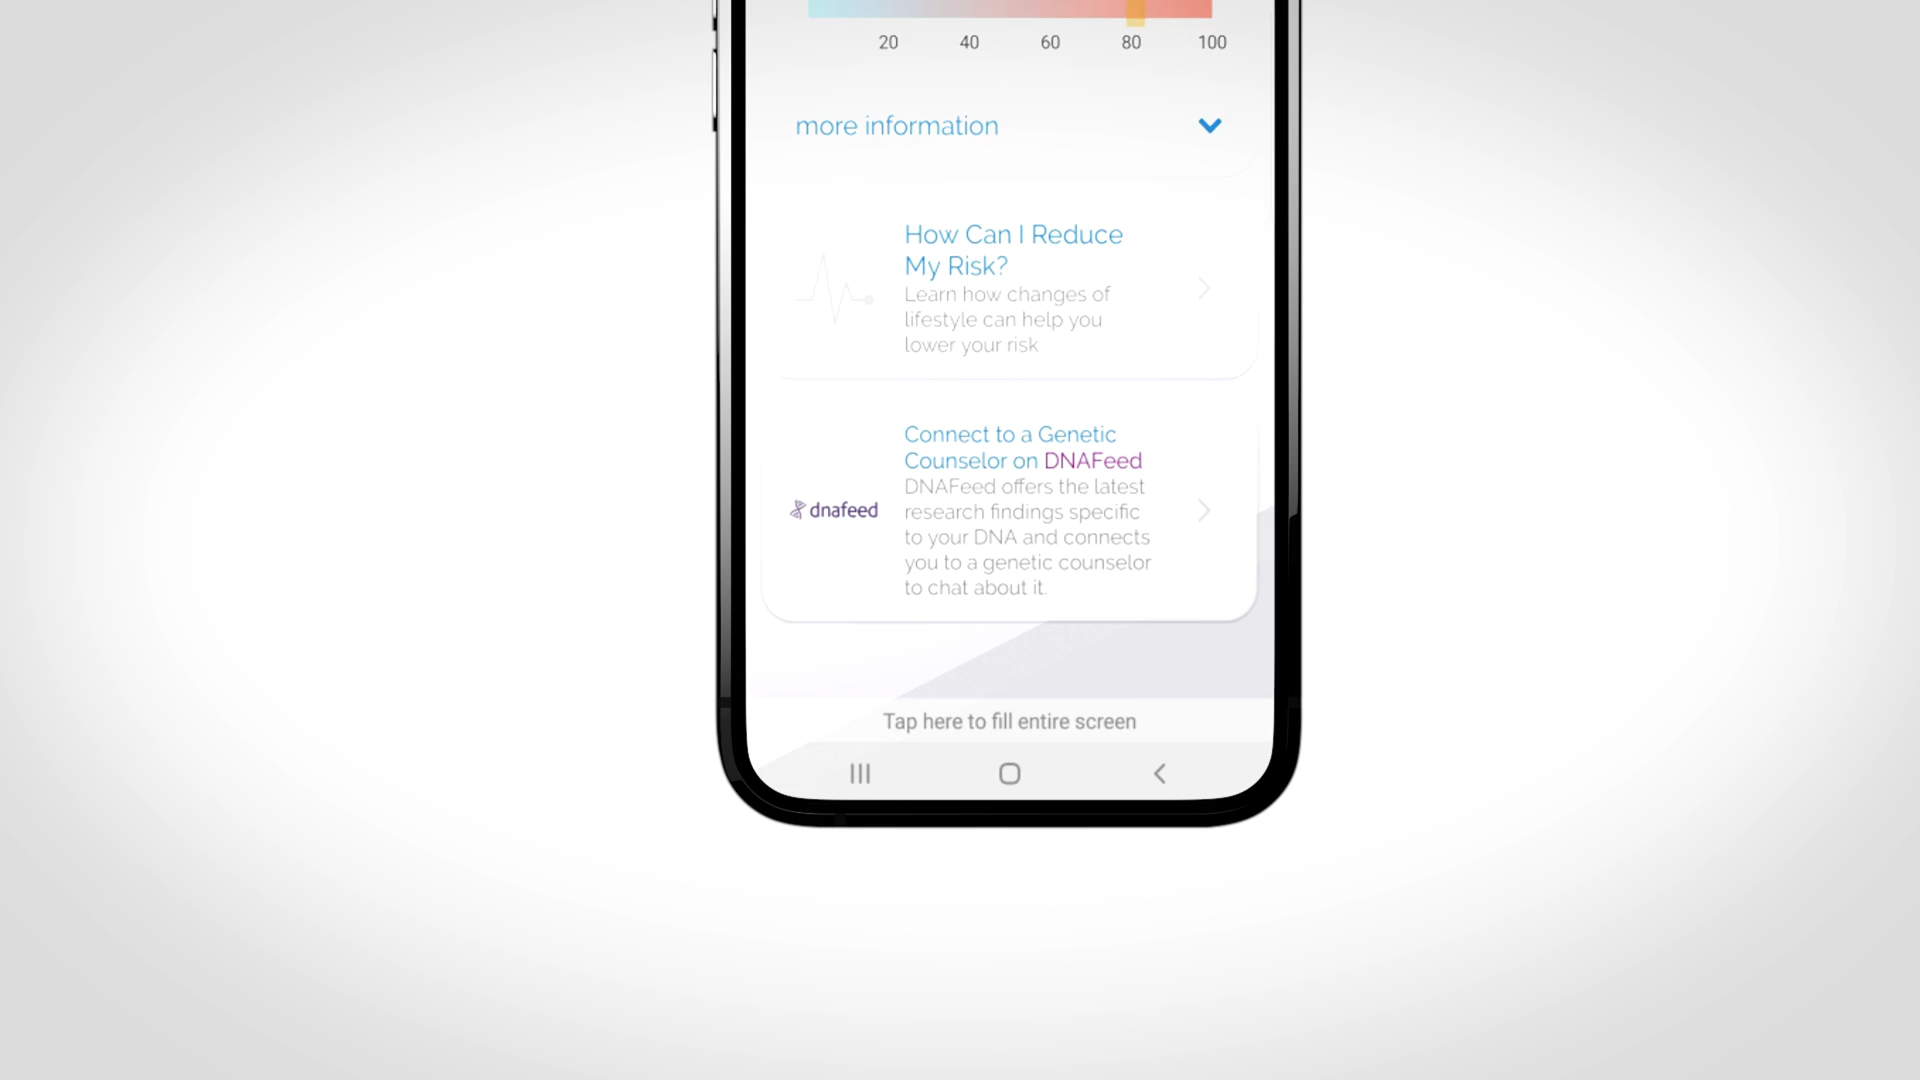 20 40 60 80 100
more information
How Can I Reduce
My Risk?
Learn how changes of
lifestyle can help you
lower your risk
Connect to a Genetic
Counselor on DNAFeed
dnafeed
DNAFeed offers the latest
research findings specific
to your DNA and connects
you to a genetic counselor
to chat about it.
Tap here to fill entire screen